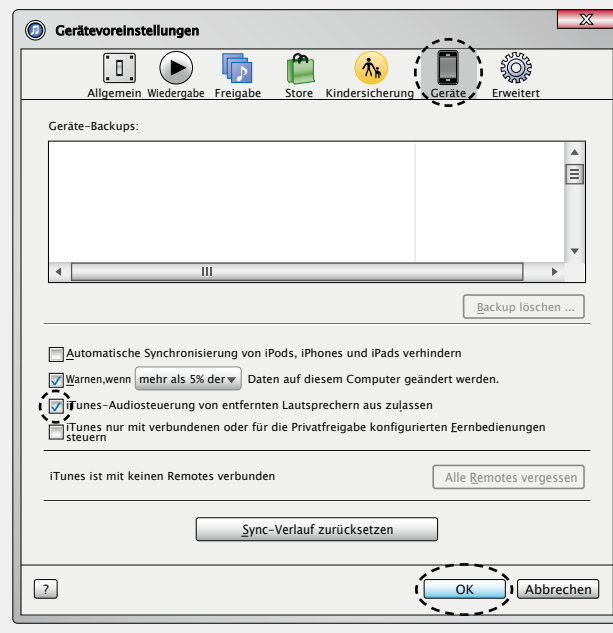 Gerätevoreinstellungen
X
Allgemein Wiedergabe Freigabe Store Kindersicherung Geräte Erweitert
Geräte-Backups:
Backup löschen ...
Automatische Synchronisierung von iPods, iPhones und iPads verhindern
Warnen,wenn mehr als 5% der Daten auf diesem Computer geändert werden.
iTunes-Audiosteuerung von entfernten Lautsprechern aus zulassen
iTunes nur mit verbundenen oder für die Privatfreigabe konfigurierten Fernbedienungen
steuern
iTunes ist mit keinen Remotes verbunden Alle Remotes vergessen
Sync-Verlauf zurücksetzen
? OK Abbrechen